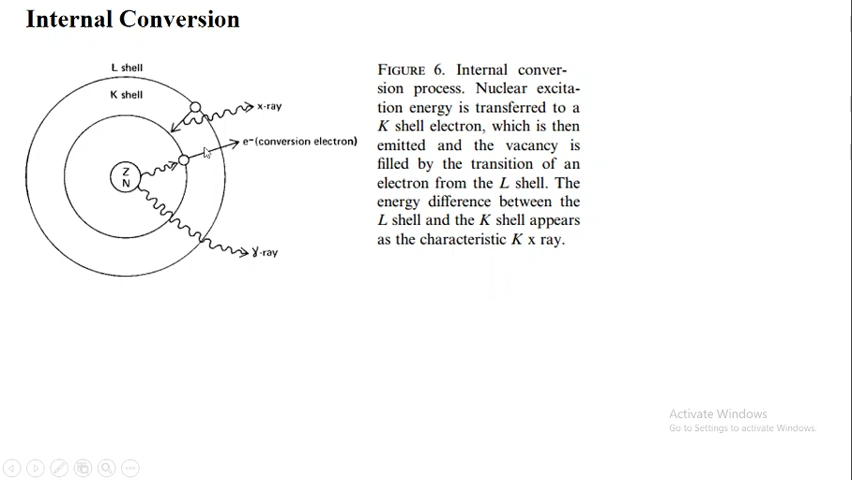 Internal Conversion
L shell
K shell
x-ray
e⁻(conversion electron)
Z
N
γ-ray
FIGURE 6. Internal conver-
sion process. Nuclear excita-
tion energy is transferred to a
K shell electron, which is then
emitted and the vacancy is
filled by the transition of an
electron from the L shell. The
energy difference between the
L shell and the K shell appears
as the characteristic K x ray.
Activate Windows
Go to Settings to activate Windows.